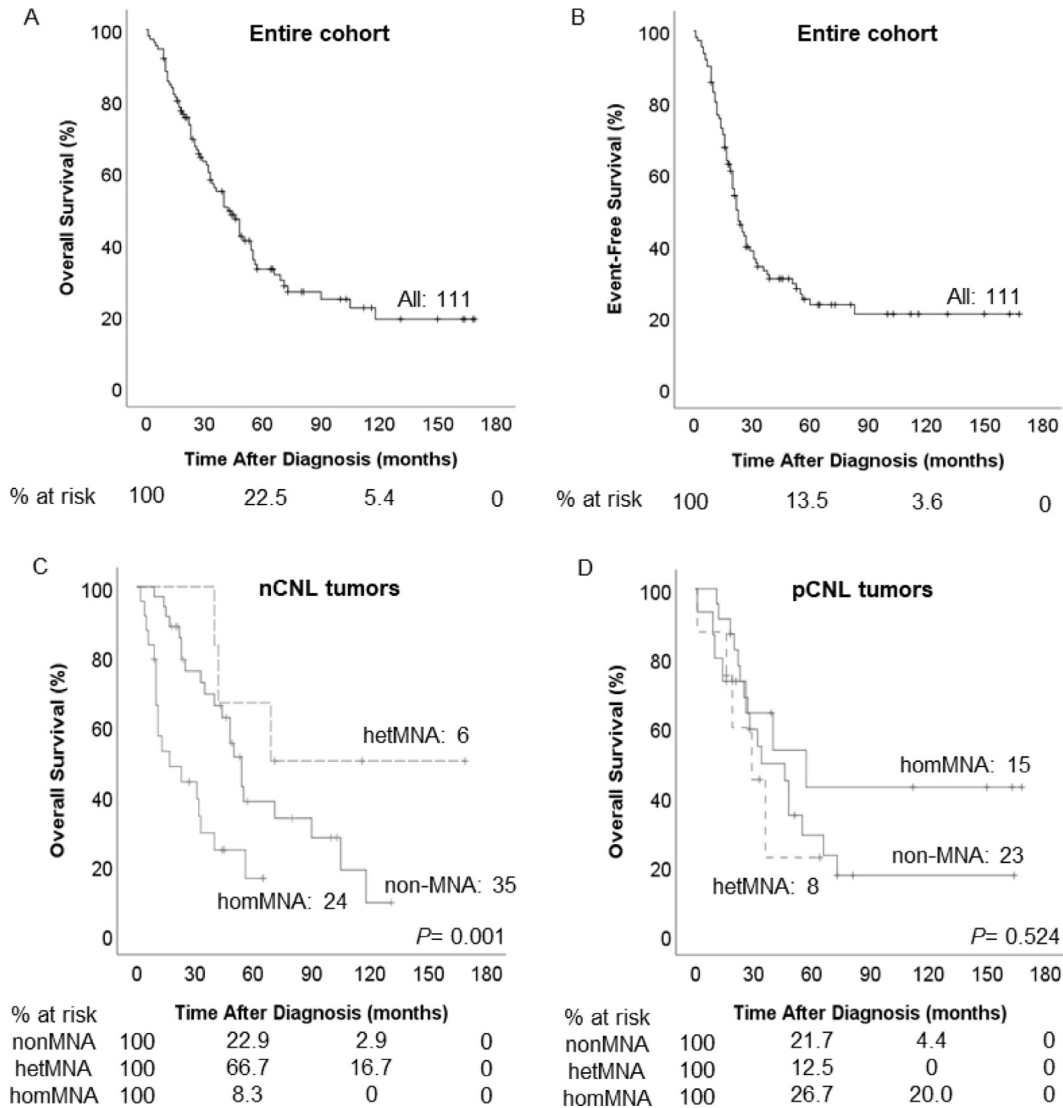 A
Entire cohort
Overall Survival (%)
100
80
60
40
20
0
All: 111
0 30 60 90 120 150 180
Time After Diagnosis (months)
% at risk 100 22.5 5.4 0
B
Entire cohort
Event-Free Survival (%)
100
80
60
40
20
0
All: 111
0 30 60 90 120 150 180
Time After Diagnosis (months)
% at risk 100 13.5 3.6 0
C
nCNL tumors
Overall Survival (%)
100
80
60
40
20
0
hetMNA: 6
non-MNA: 35
homMNA: 24
P= 0.001
0 30 60 90 120 150 180
% at risk Time After Diagnosis (months)
nonMNA 100 22.9 2.9 0
hetMNA 100 66.7 16.7 0
homMNA 100 8.3 0 0
D
pCNL tumors
Overall Survival (%)
100
80
60
40
20
0
homMNA: 15
non-MNA: 23
hetMNA: 8
P= 0.524
0 30 60 90 120 150 180
% at risk Time After Diagnosis (months)
nonMNA 100 21.7 4.4 0
hetMNA 100 12.5 0 0
homMNA 100 26.7 20.0 0